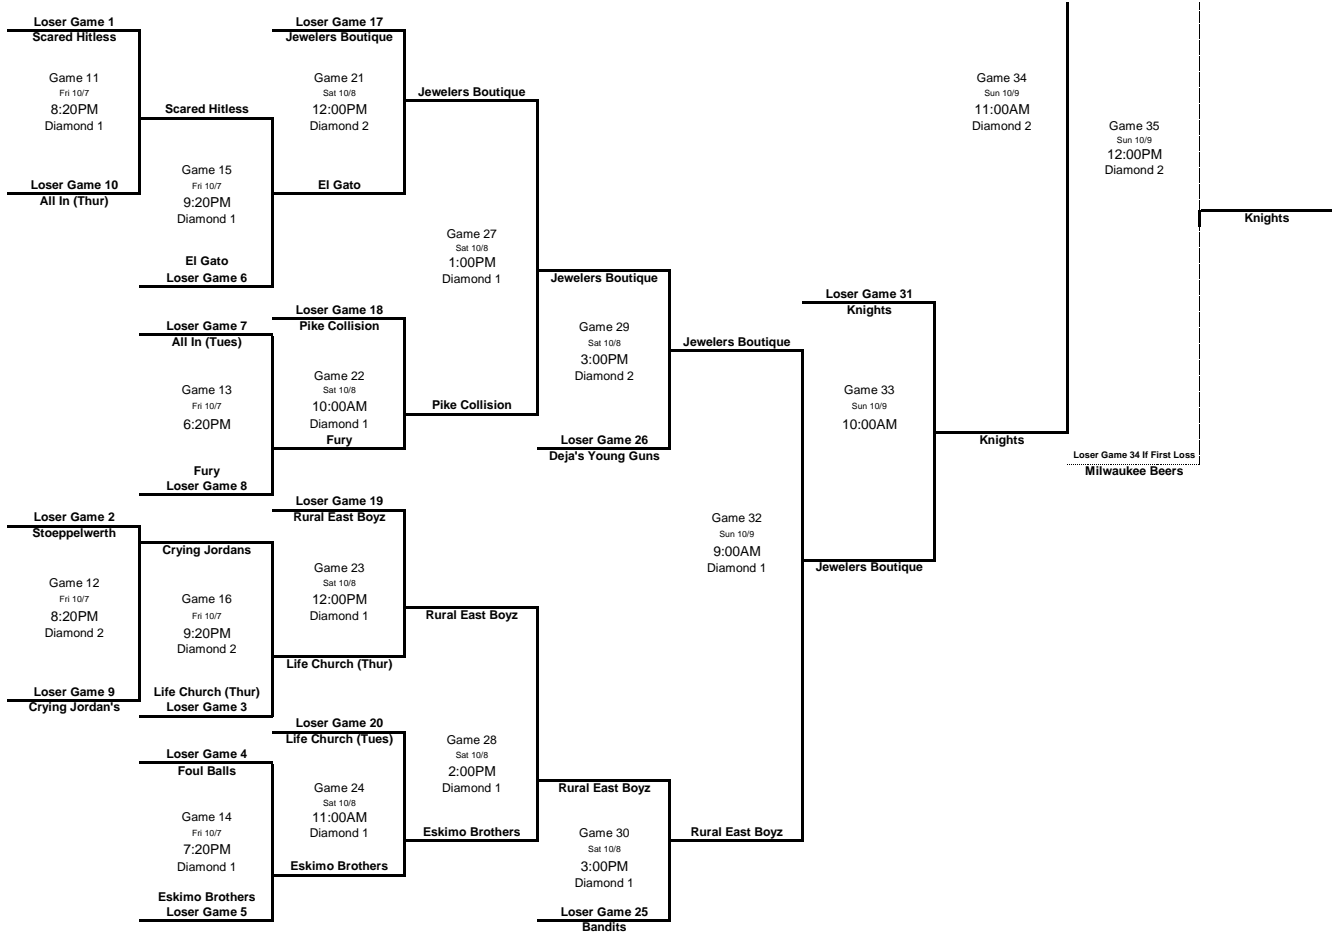 Loser Game 1
Scared Hitless
Game 11
Fri 10/7
8:20PM
Diamond 1
Loser Game 10
All In (Thur)
Scared Hitless
Game 15
Fri 10/7
9:20PM
Diamond 1
El Gato
Loser Game 6
Loser Game 7
All In (Tues)
Game 13
Fri 10/7
6:20PM
Fury
Loser Game 8
Loser Game 2
Stoeppelwerth
Game 12
Fri 10/7
8:20PM
Diamond 2
Loser Game 9
Crying Jordan's
Crying Jordans
Game 16
Fri 10/7
9:20PM
Diamond 2
Life Church (Thur)
Loser Game 3
Loser Game 4
Foul Balls
Game 14
Fri 10/7
7:20PM
Diamond 1
Eskimo Brothers
Loser Game 5
Loser Game 17
Jewelers Boutique
Game 21
Sat 10/8
12:00PM
Diamond 2
El Gato
Loser Game 18
Pike Collision
Game 22
Sat 10/8
10:00AM
Diamond 1
Fury
Loser Game 19
Rural East Boyz
Game 23
Sat 10/8
12:00PM
Diamond 1
Life Church (Thur)
Loser Game 20
Life Church (Tues)
Game 24
Sat 10/8
11:00AM
Diamond 1
Eskimo Brothers
Jewelers Boutique
Game 27
Sat 10/8
1:00PM
Diamond 1
Pike Collision
Rural East Boyz
Game 28
Sat 10/8
2:00PM
Diamond 1
Eskimo Brothers
Jewelers Boutique
Game 29
Sat 10/8
3:00PM
Diamond 2
Loser Game 26
Deja's Young Guns
Rural East Boyz
Game 30
Sat 10/8
3:00PM
Diamond 1
Loser Game 25
Bandits
Jewelers Boutique
Game 32
Sun 10/9
9:00AM
Diamond 1
Rural East Boyz
Loser Game 31
Knights
Game 33
Sun 10/9
10:00AM
Jewelers Boutique
Game 34
Sun 10/9
11:00AM
Diamond 2
Knights
Game 35
Sun 10/9
12:00PM
Diamond 2
Loser Game 34 If First Loss
Milwaukee Beers
Knights